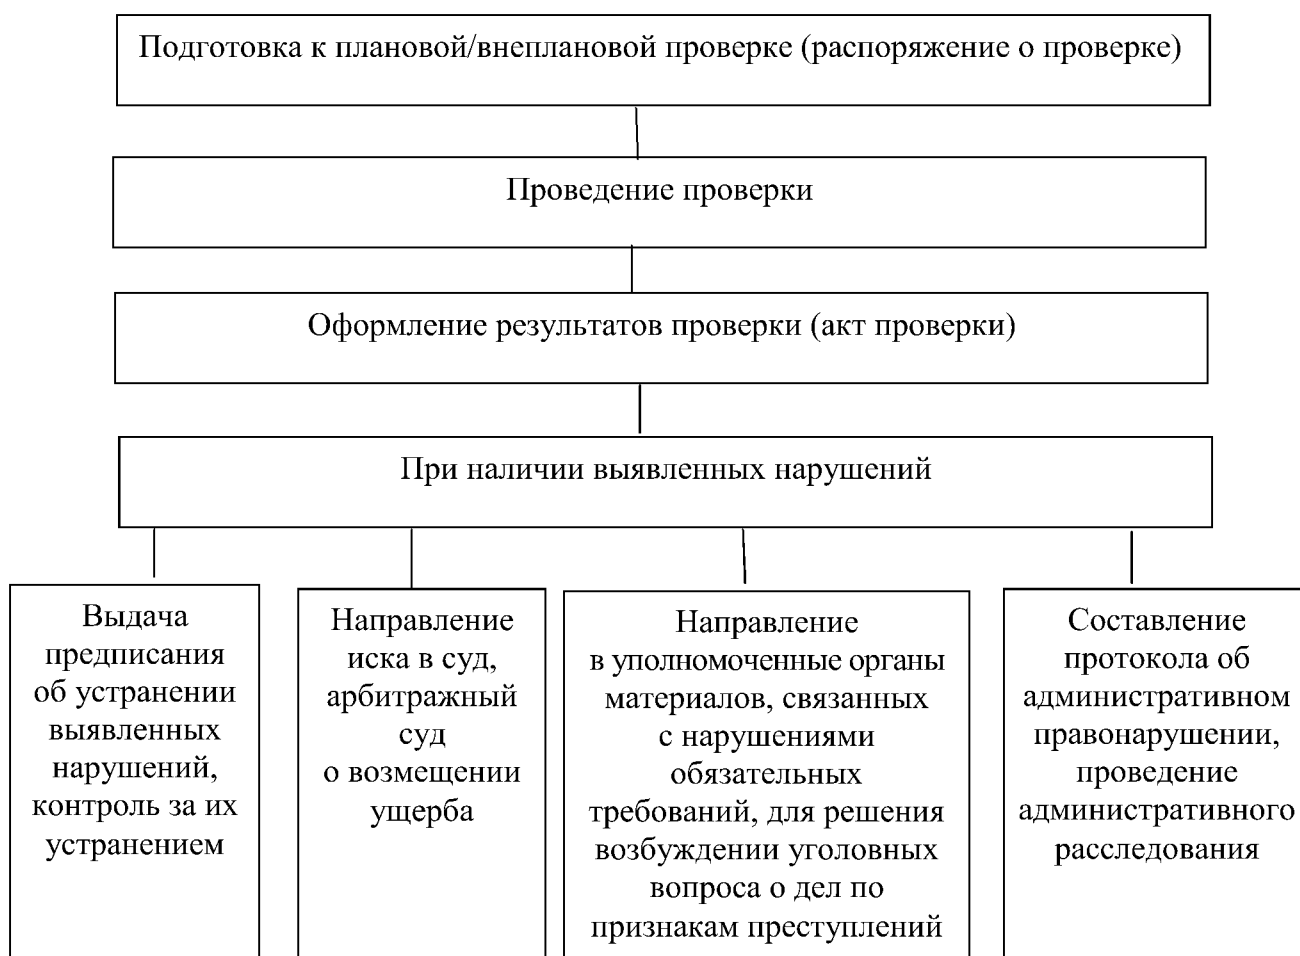 Подготовка к плановой/внеплановой проверке (распоряжение о проверке)
Проведение проверки
Оформление результатов проверки (акт проверки)
При наличии выявленных нарушений
Выдача
предписания
об устранении
выявленных
нарушений,
контроль за их
устранением
Направление
иска в суд,
арбитражный
суд
о возмещении
ущерба
Направление
в уполномоченные органы
материалов, связанных
с нарушениями
обязательных
требований, для решения
возбуждении уголовных
вопроса о дел по
признакам преступлений
Составление
протокола об
административном
правонарушении,
проведение
административного
расследования